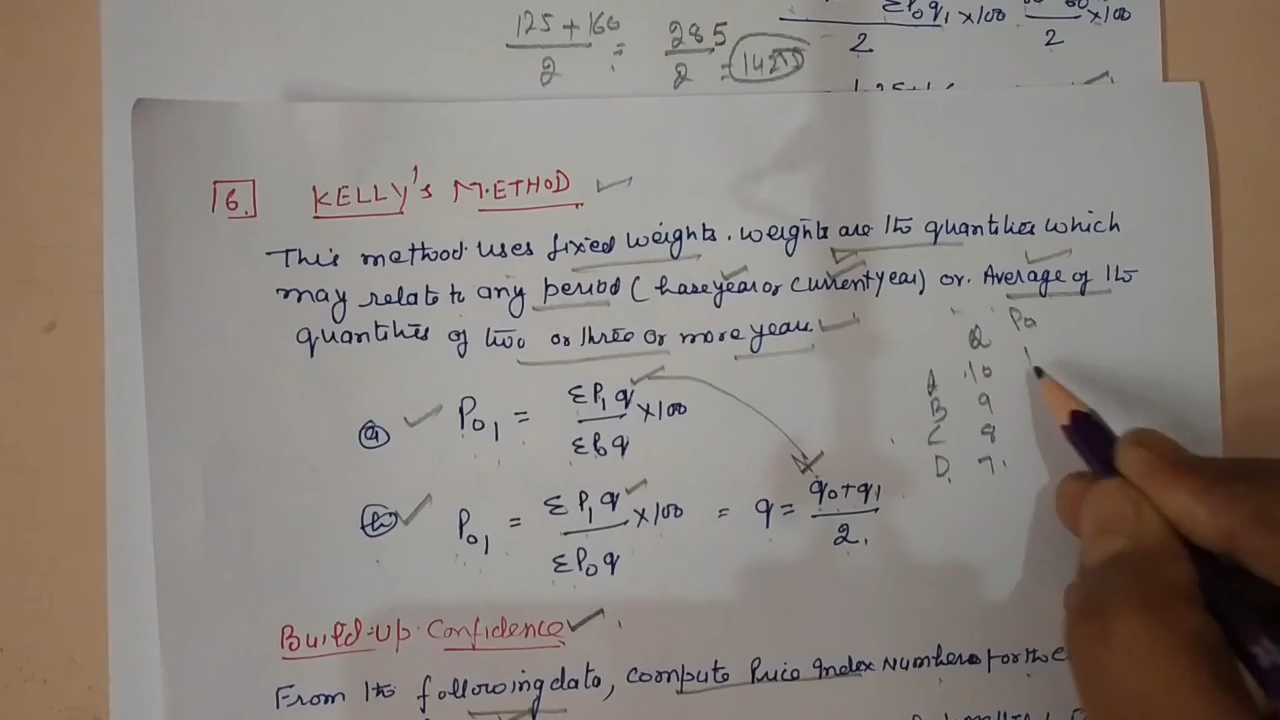 125+160 / 2 = 285 / 2 = 142.5
Σp₀q₁ ×100 / 2 ×100 / 2
6. KELLY's METHOD
This method uses fixed weights. weights are the quantities which
may relate to any period (base year or current year) or. Average of the
quantities of two or three or more years.
(a) P₀₁ = Σp₁q / Σp₀q ×100
(b) P₀₁ = Σp₁q / Σp₀q ×100 = q = q₀+q₁ / 2.
Q P₀
A 10
B 9
C 8
D. 7.
Build-Up Confidence
From the following data, compute Price Index Numbers for the